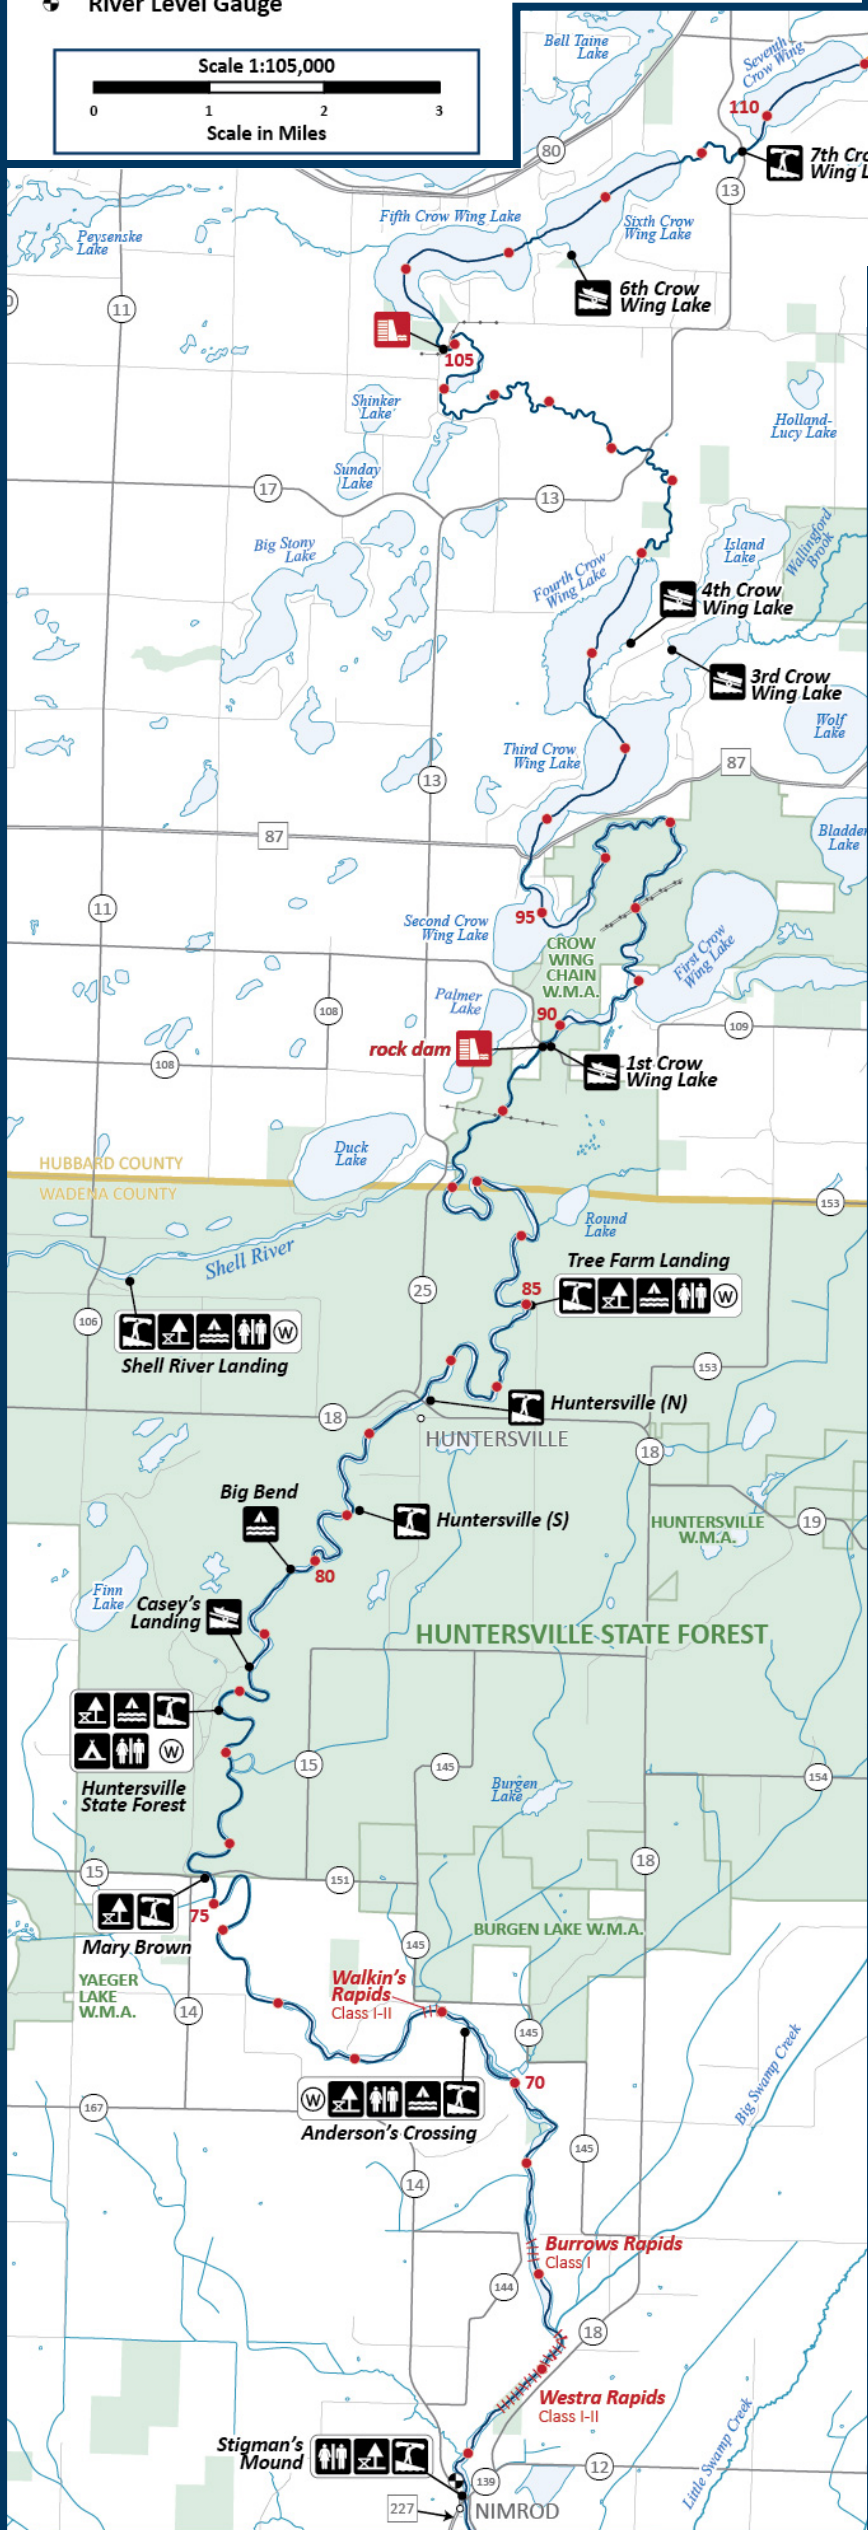 River Level Gauge
Scale 1:105,000
0 1 2 3
Scale in Miles
Bell Taine
Lake
Seventh
Crow Wing
110
80
7th Cro
Wing L
13
Peysenske
Lake
Fifth Crow Wing Lake
Sixth Crow
Wing Lake
6th Crow
Wing Lake
11
105
Shinker
Lake
Holland-
Lucy Lake
Sunday
Lake
17
13
Big Stony
Lake
Island
Lake
Wallingford
Brook
Fourth Crow
Wing Lake
4th Crow
Wing Lake
3rd Crow
Wing Lake
Wolf
Lake
Third Crow
Wing Lake
87
13
87
Bladder
Lake
11
95
Second Crow
Wing Lake
CROW
WING
CHAIN
W.M.A.
First Crow
Wing Lake
Palmer
Lake
90
108
109
rock dam
1st Crow
Wing Lake
108
Duck
Lake
HUBBARD COUNTY
WADENA COUNTY
153
Round
Lake
Shell River
Tree Farm Landing
85
W
25
106
W
Shell River Landing
153
Huntersville (N)
18
HUNTERSVILLE
18
Big Bend
Huntersville (S)
HUNTERSVILLE
W.M.A.
19
80
Finn
Lake
Casey's
Landing
HUNTERSVILLE STATE FOREST
W
Huntersville
State Forest
15
145
154
Burgen
Lake
18
15
151
75
Mary Brown
BURGEN LAKE W.M.A.
145
YAEGER
LAKE
W.M.A.
14
Walkin's
Rapids
Class I-II
145
70
W
Anderson's Crossing
167
Big Swamp Creek
145
14
Burrows Rapids
Class I
144
18
Westra Rapids
Class I-II
Stigman's
Mound
12
139
Little Swamp Creek
227
NIMROD